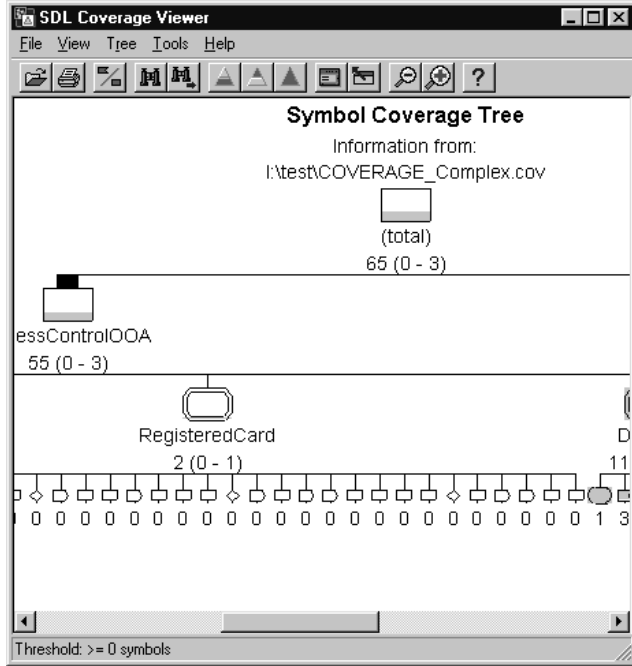 SDL Coverage Viewer
File View Tree Tools Help
Symbol Coverage Tree
Information from:
I:\test\COVERAGE_Complex.cov
(total)
65 (0 - 3)
essControlOOA
55 (0 - 3)
RegisteredCard
D
2 (0 - 1)
11
0 0 0 0 0 0 0 0 0 0 0 0 0 0 0 0 0 0 0 0 0 0 0 1 3
Threshold: >= 0 symbols